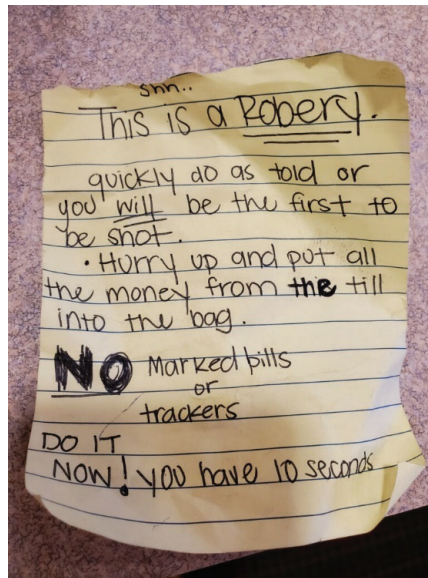 shh..
This is a Robery.
quickly do as told or
you will be the first to
be shot.
• Hurry up and put all
the money from the till
into the bag.
NO Marked bills
or
trackers
DO IT
NOW! you have 10 seconds